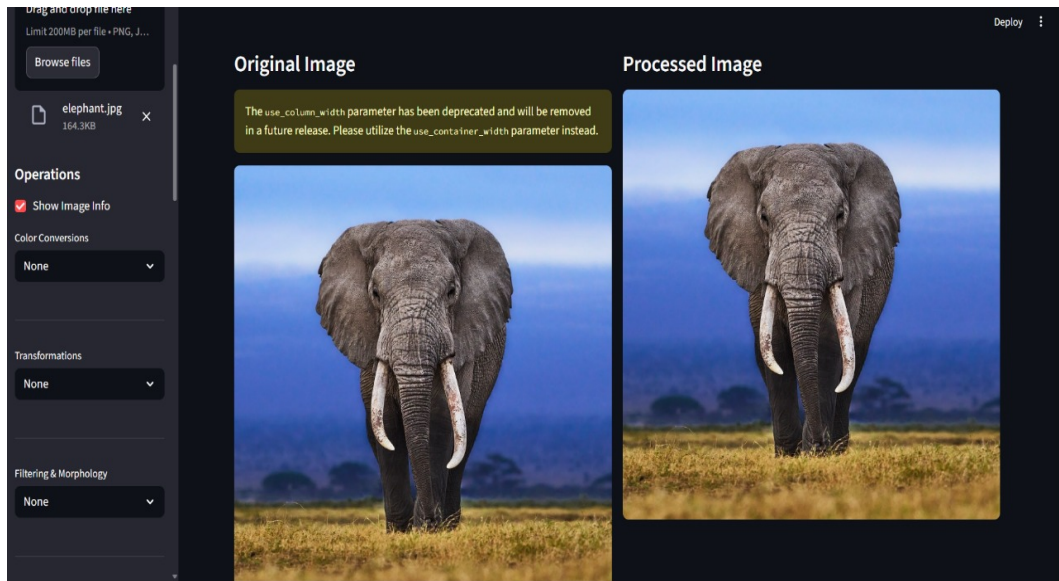 Drag and drop file here
Limit 200MB per file • PNG, J...
Browse files
elephant.jpg
164.3KB
Operations
Show Image Info
Color Conversions
None
Transformations
None
Filtering & Morphology
None
Deploy
Original Image
The use_column_width parameter has been deprecated and will be removed
in a future release. Please utilize the use_container_width parameter instead.
Processed Image